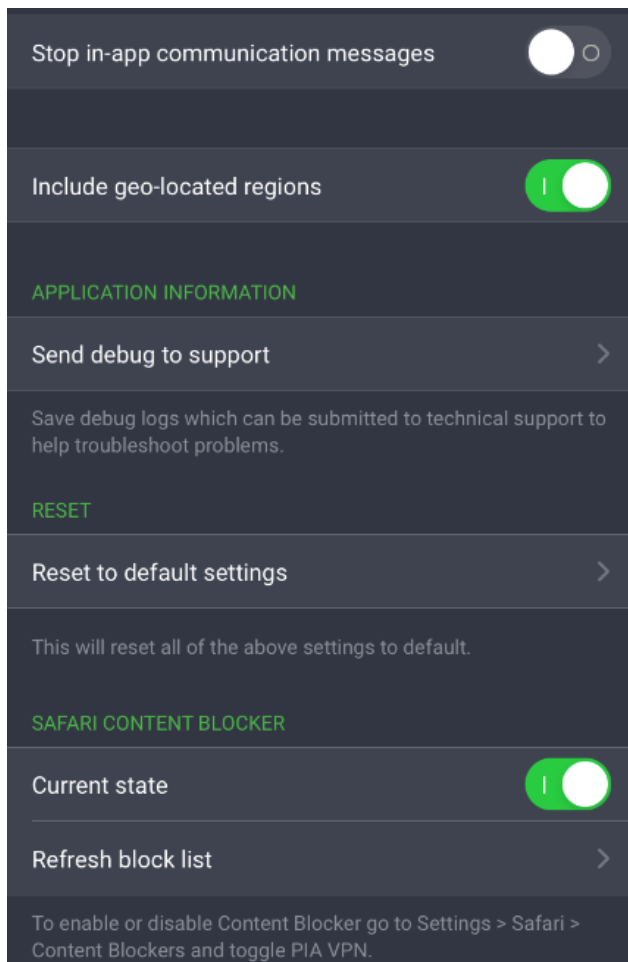 Stop in-app communication messages
Include geo-located regions
APPLICATION INFORMATION
Send debug to support
Save debug logs which can be submitted to technical support to
help troubleshoot problems.
RESET
Reset to default settings
This will reset all of the above settings to default.
SAFARI CONTENT BLOCKER
Current state
Refresh block list
To enable or disable Content Blocker go to Settings > Safari >
Content Blockers and toggle PIA VPN.